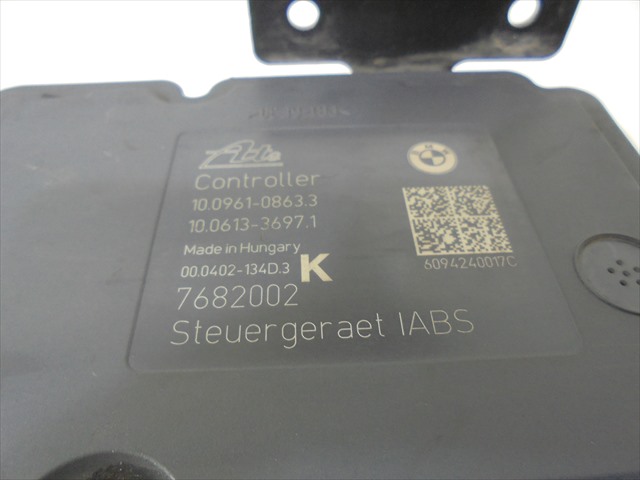 Ate
Controller
10.0961-0863.3
10.0613-3697.1
Made in Hungary
00.0402-134D.3 K
7682002
Steuergeraet IABS
BMW
6094240017C